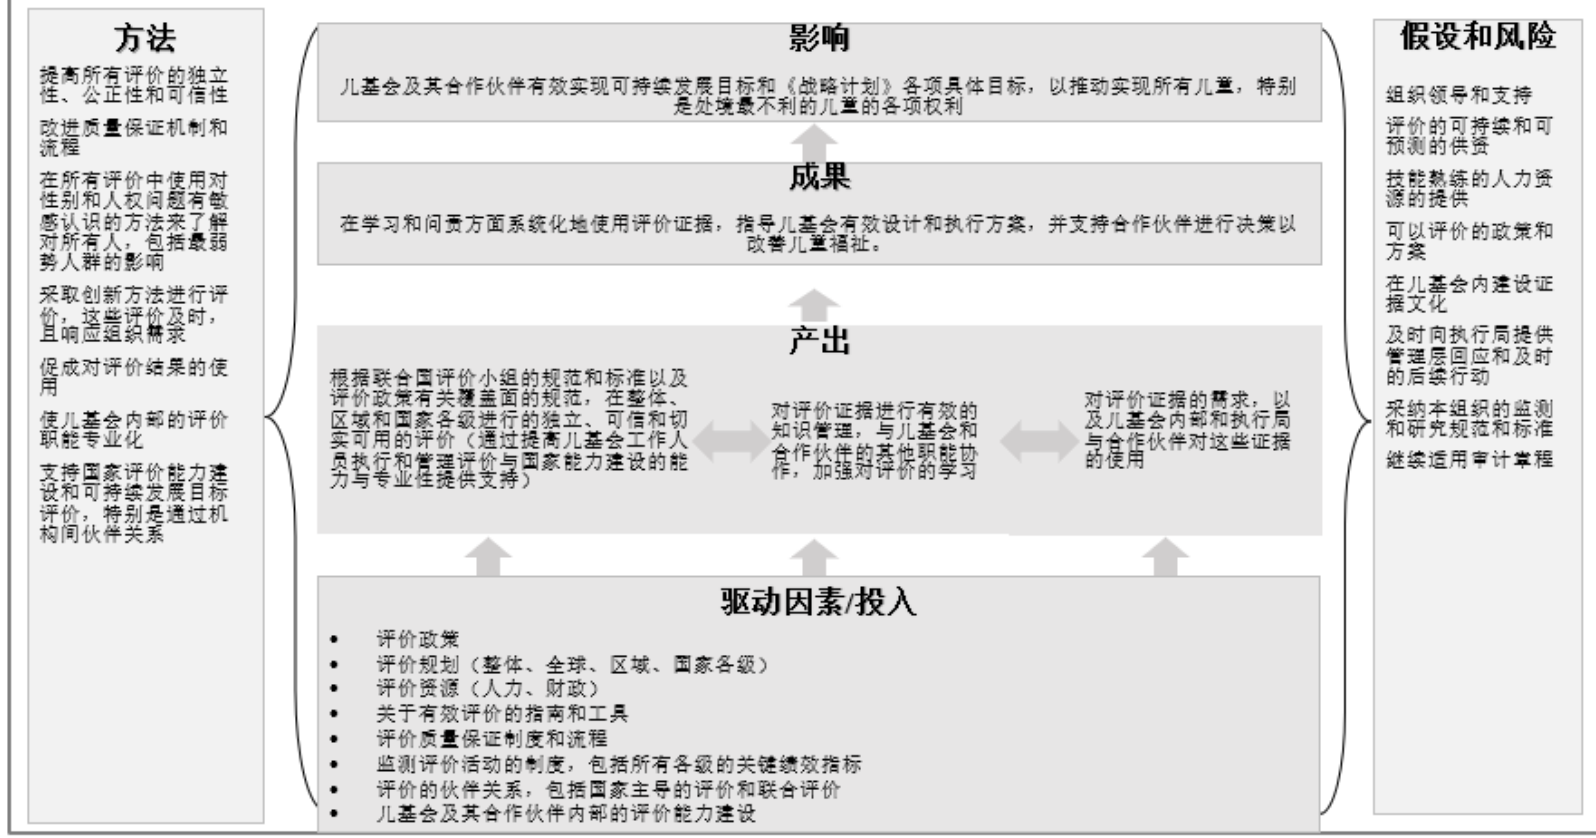 方法
提高所有评价的独立
性、公正性和可信性
改进质量保证机制和
流程
在所有评价中使用对
性别和人权问题有敏
感认识的方法来了解
对所有人，包括最弱
势人群的影响
采取创新方法进行评
价，这些评价及时，
且响应组织需求
促成对评价结果的使
用
使儿基会内部的评价
职能专业化
支持国家评价能力建
设和可持续发展目标
评价，特别是通过机
构间伙伴关系
影响
儿基会及其合作伙伴有效实现可持续发展目标和《战略计划》各项具体目标，以推动实现所有儿童，特别
是处境最不利的儿童的各项权利
成果
在学习和问责方面系统化地使用评价证据，指导儿基会有效设计和执行方案，并支持合作伙伴进行决策以
改善儿童福祉。
产出
根据联合国评价小组的规范和标准以及
评价政策有关覆盖面的规范，在整体、
区域和国家各级进行的独立、可信和切
实可用的评价（通过提高儿基会工作人
员执行和管理评价与国家能力建设的能
力与专业性提供支持）
对评价证据进行有效的
知识管理，与儿基会和
合作伙伴的其他职能协
作，加强对评价的学习
对评价证据的需求，以
及儿基会内部和执行局
与合作伙伴对这些证据
的使用
驱动因素/投入
• 评价政策
• 评价规划（整体、全球、区域、国家各级）
• 评价资源（人力、财政）
• 关于有效评价的指南和工具
• 评价质量保证制度和流程
• 监测评价活动的制度，包括所有各级的关键绩效指标
• 评价的伙伴关系，包括国家主导的评价和联合评价
• 儿基会及其合作伙伴内部的评价能力建设
假设和风险
组织领导和支持
评价的可持续和可
预测的供资
技能熟练的人力资
源的提供
可以评价的政策和
方案
在儿基会内建设证
据文化
及时向执行局提供
管理层回应和及时
的后续行动
采纳本组织的监测
和研究规范和标准
继续适用审计章程